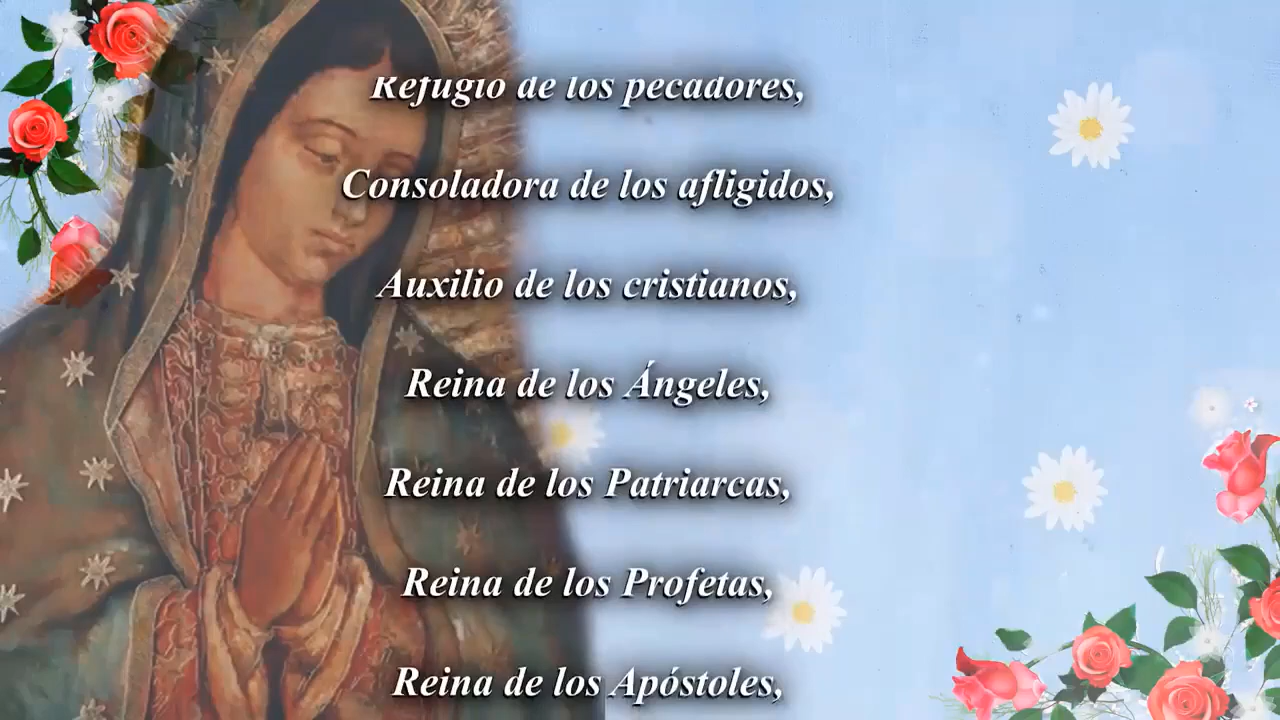 Refugio de los pecadores,
Consoladora de los afligidos,
Auxilio de los cristianos,
Reina de los Ángeles,
Reina de los Patriarcas,
Reina de los Profetas,
Reina de los Apóstoles,